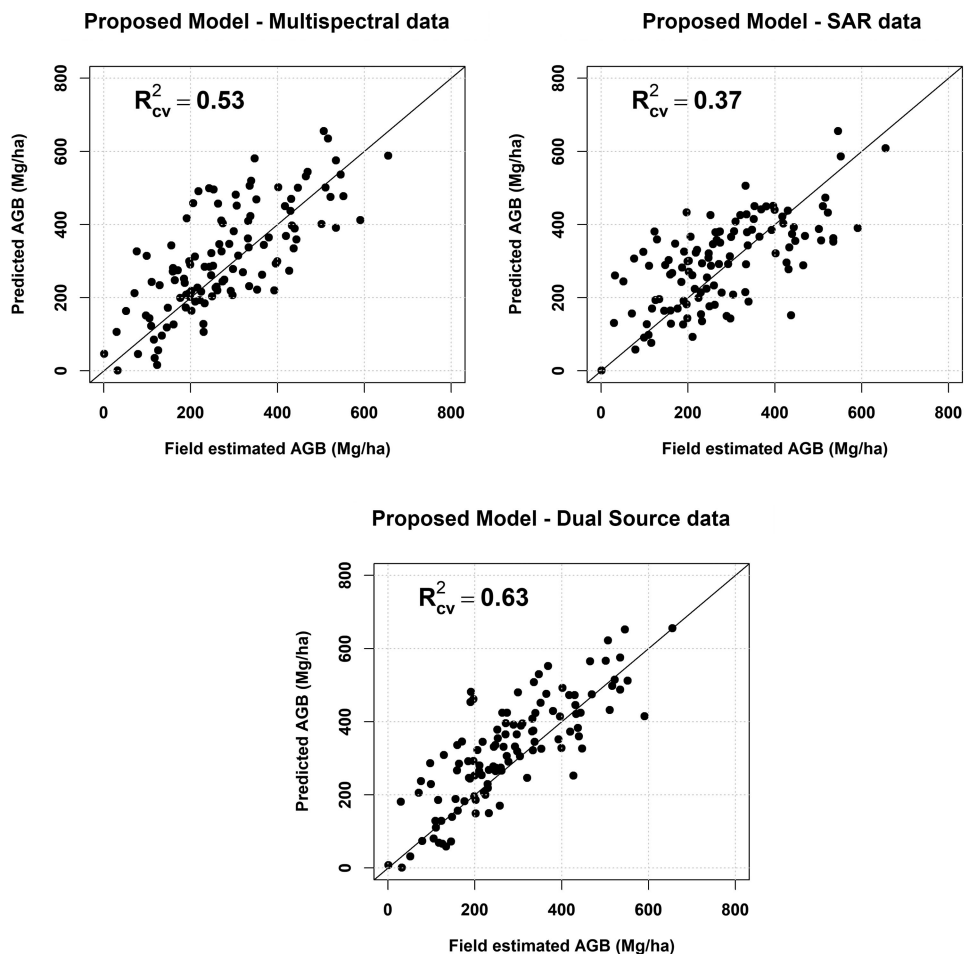 Proposed Model - Multispectral data
R²cv = 0.53
Predicted AGB (Mg/ha)
800
600
400
200
0
0 200 400 600 800
Field estimated AGB (Mg/ha)
Proposed Model - SAR data
R²cv = 0.37
Predicted AGB (Mg/ha)
800
600
400
200
0
0 200 400 600 800
Field estimated AGB (Mg/ha)
Proposed Model - Dual Source data
R²cv = 0.63
Predicted AGB (Mg/ha)
800
600
400
200
0
0 200 400 600 800
Field estimated AGB (Mg/ha)